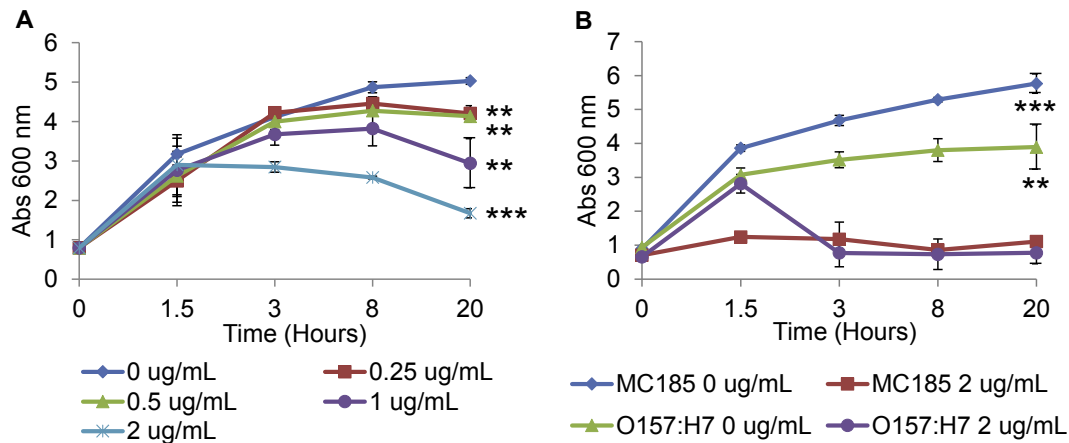 A
Abs 600 nm
6
5
4
3
2
1
0
**
**
**
***
0 1.5 3 8 20
Time (Hours)
0 ug/mL 0.25 ug/mL
0.5 ug/mL 1 ug/mL
2 ug/mL
B
Abs 600 nm
7
6
5
4
3
2
1
0
***
**
0 1.5 3 8 20
Time (Hours)
MC185 0 ug/mL MC185 2 ug/mL
O157:H7 0 ug/mL O157:H7 2 ug/mL